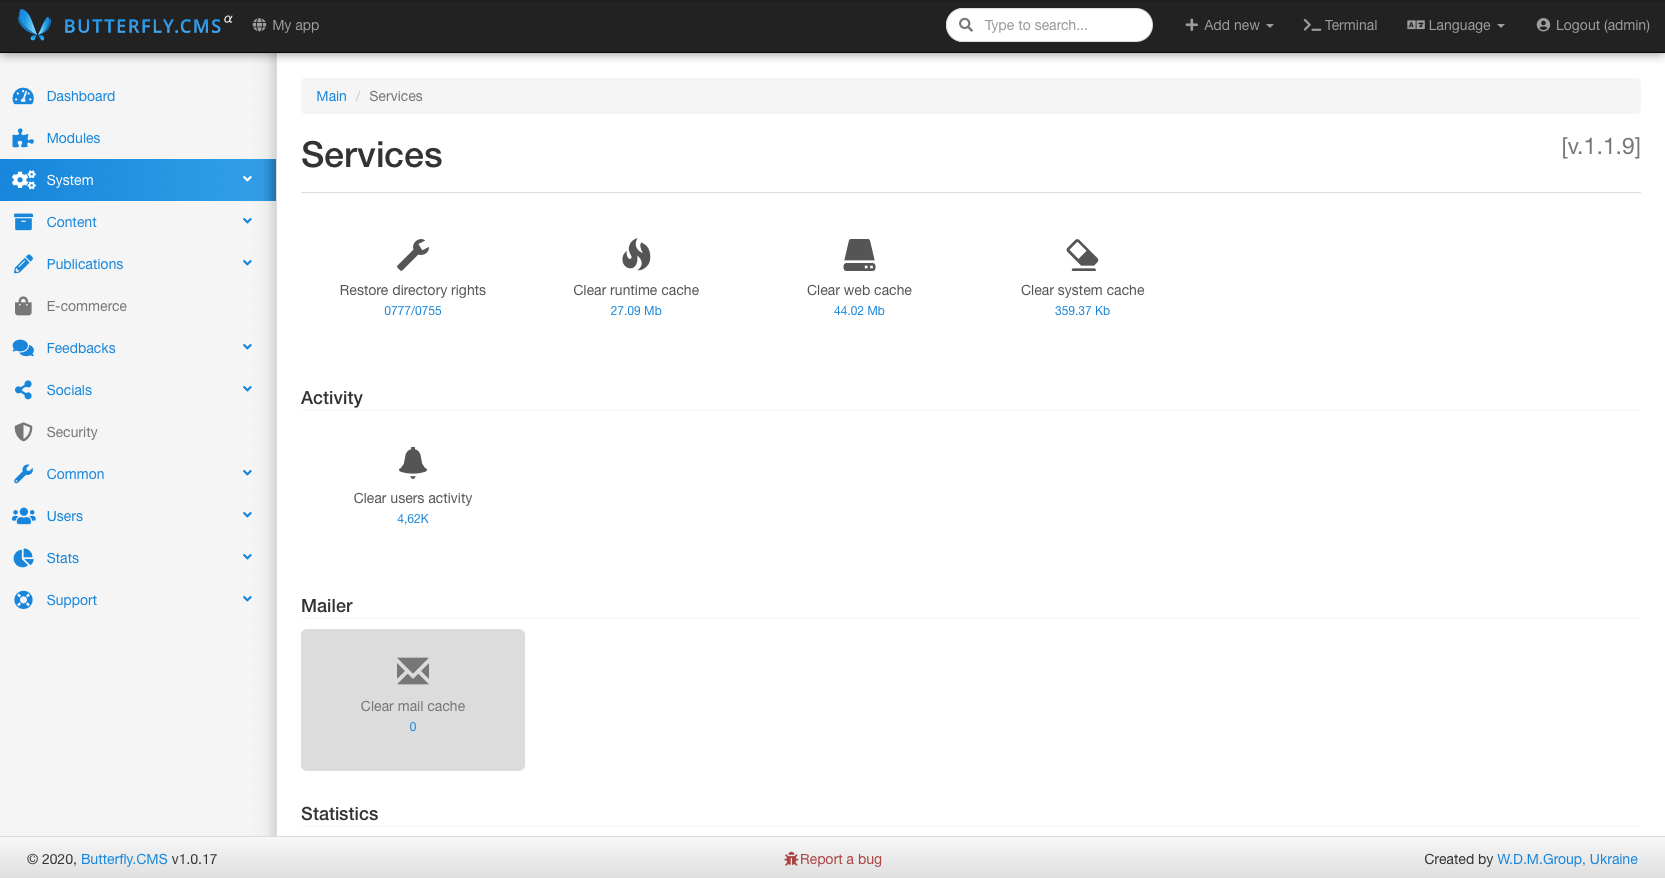 BUTTERFLY.CMS α My app Type to search... Add new Terminal Language Logout (admin)
Dashboard
Modules
System
Content
Publications
E-commerce
Feedbacks
Socials
Security
Common
Users
Stats
Support
Main / Services
Services [v.1.1.9]
Restore directory rights
0777/0755
Clear runtime cache
27.09 Mb
Clear web cache
44.02 Mb
Clear system cache
359.37 Kb
Activity
Clear users activity
4,62K
Mailer
Clear mail cache
0
Statistics
© 2020, Butterfly.CMS v1.0.17 Report a bug Created by W.D.M.Group, Ukraine